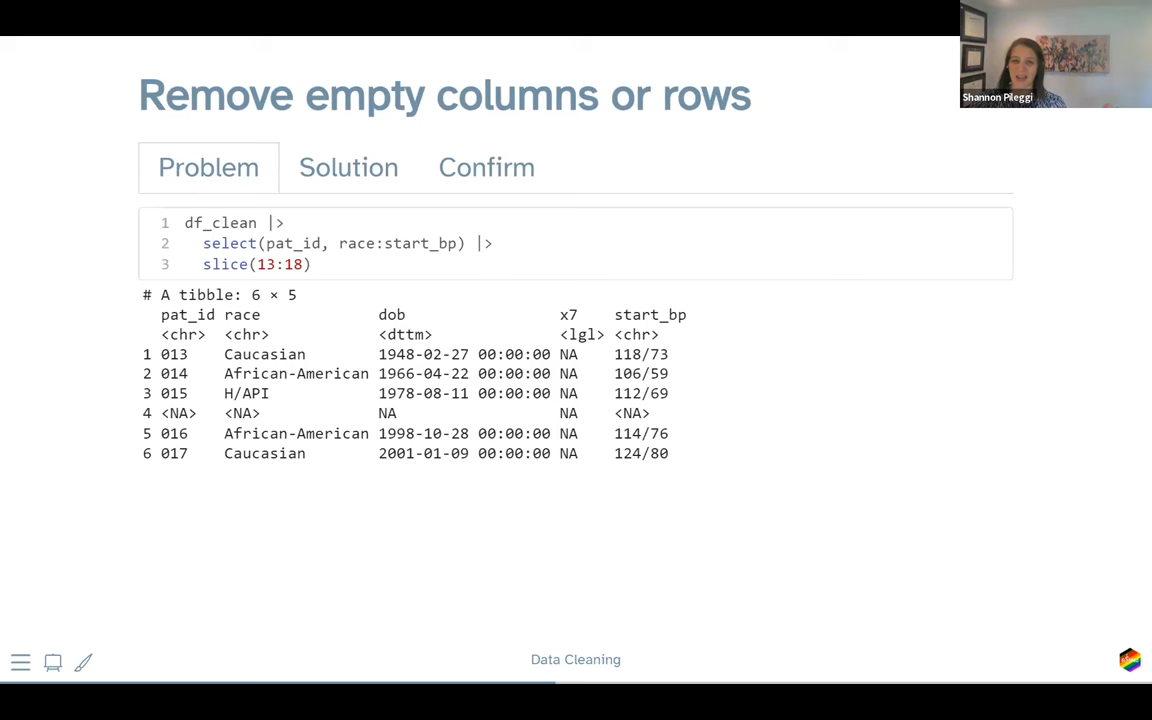 Shannon Pileggi
Remove empty columns or rows
Problem Solution Confirm
1 df_clean |>
2 select(pat_id, race:start_bp) |>
3 slice(13:18)
# A tibble: 6 × 5
pat_id race dob x7 start_bp
<chr> <chr> <dttm> <lgl> <chr>
1 013 Caucasian 1948-02-27 00:00:00 NA 118/73
2 014 African-American 1966-04-22 00:00:00 NA 106/59
3 015 H/API 1978-08-11 00:00:00 NA 112/69
4 <NA> <NA> NA NA <NA>
5 016 African-American 1998-10-28 00:00:00 NA 114/76
6 017 Caucasian 2001-01-09 00:00:00 NA 124/80
Data Cleaning